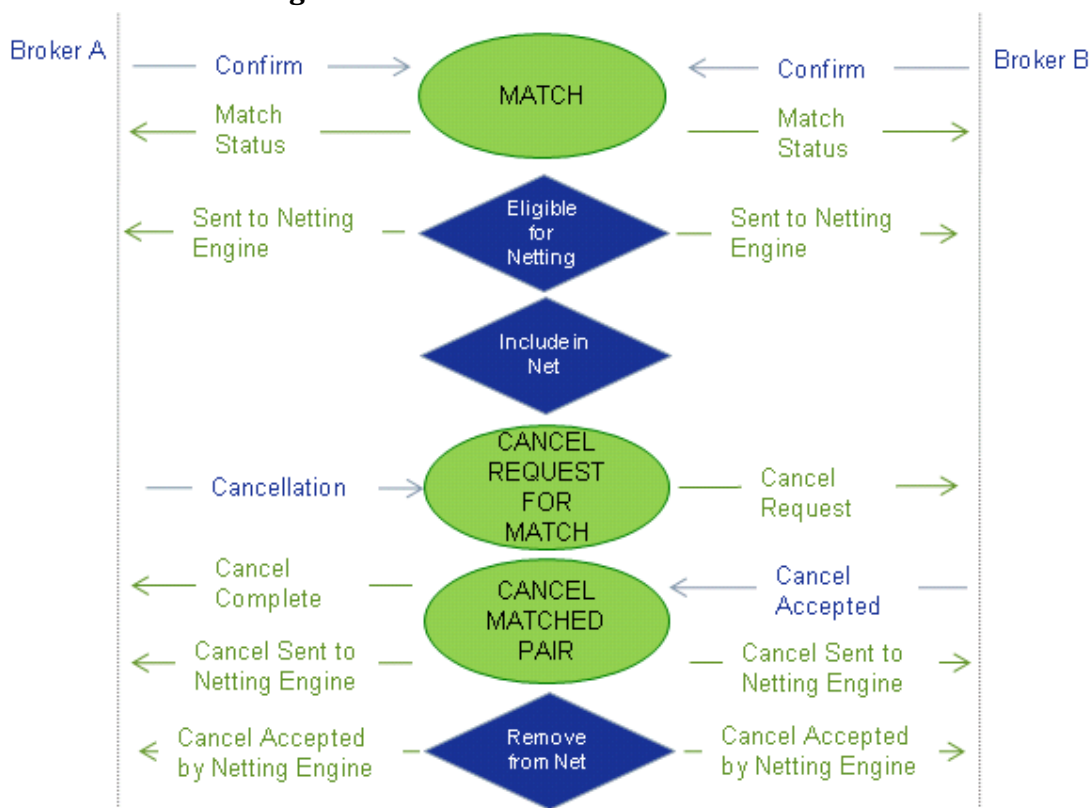 Broker A
Broker B
Confirm
MATCH
Confirm
Match
Status
Match
Status
Sent to Netting
Engine
Eligible
for
Netting
Sent to Netting
Engine
Include in
Net
Cancellation
CANCEL
REQUEST
FOR
MATCH
Cancel
Request
Cancel
Complete
CANCEL
MATCHED
PAIR
Cancel
Accepted
Cancel Sent to
Netting Engine
Cancel Sent to
Netting Engine
Cancel Accepted
by Netting Engine
Remove
from Net
Cancel Accepted
by Netting Engine